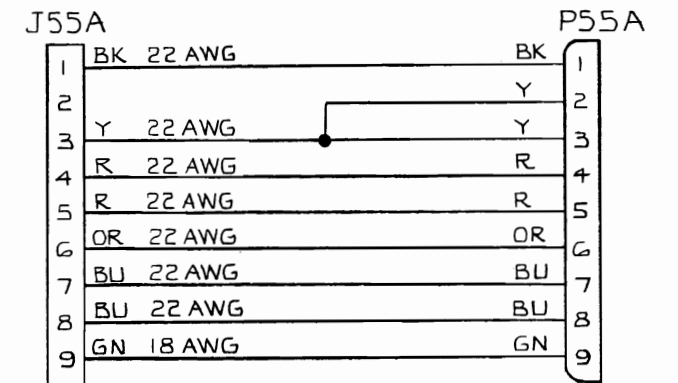 J55A P55A
1 BK 22 AWG BK 1
2 Y 2
3 Y 22 AWG Y 3
4 R 22 AWG R 4
5 R 22 AWG R 5
6 OR 22 AWG OR 6
7 BU 22 AWG BU 7
8 BU 22 AWG BU 8
9 GN 18 AWG GN 9